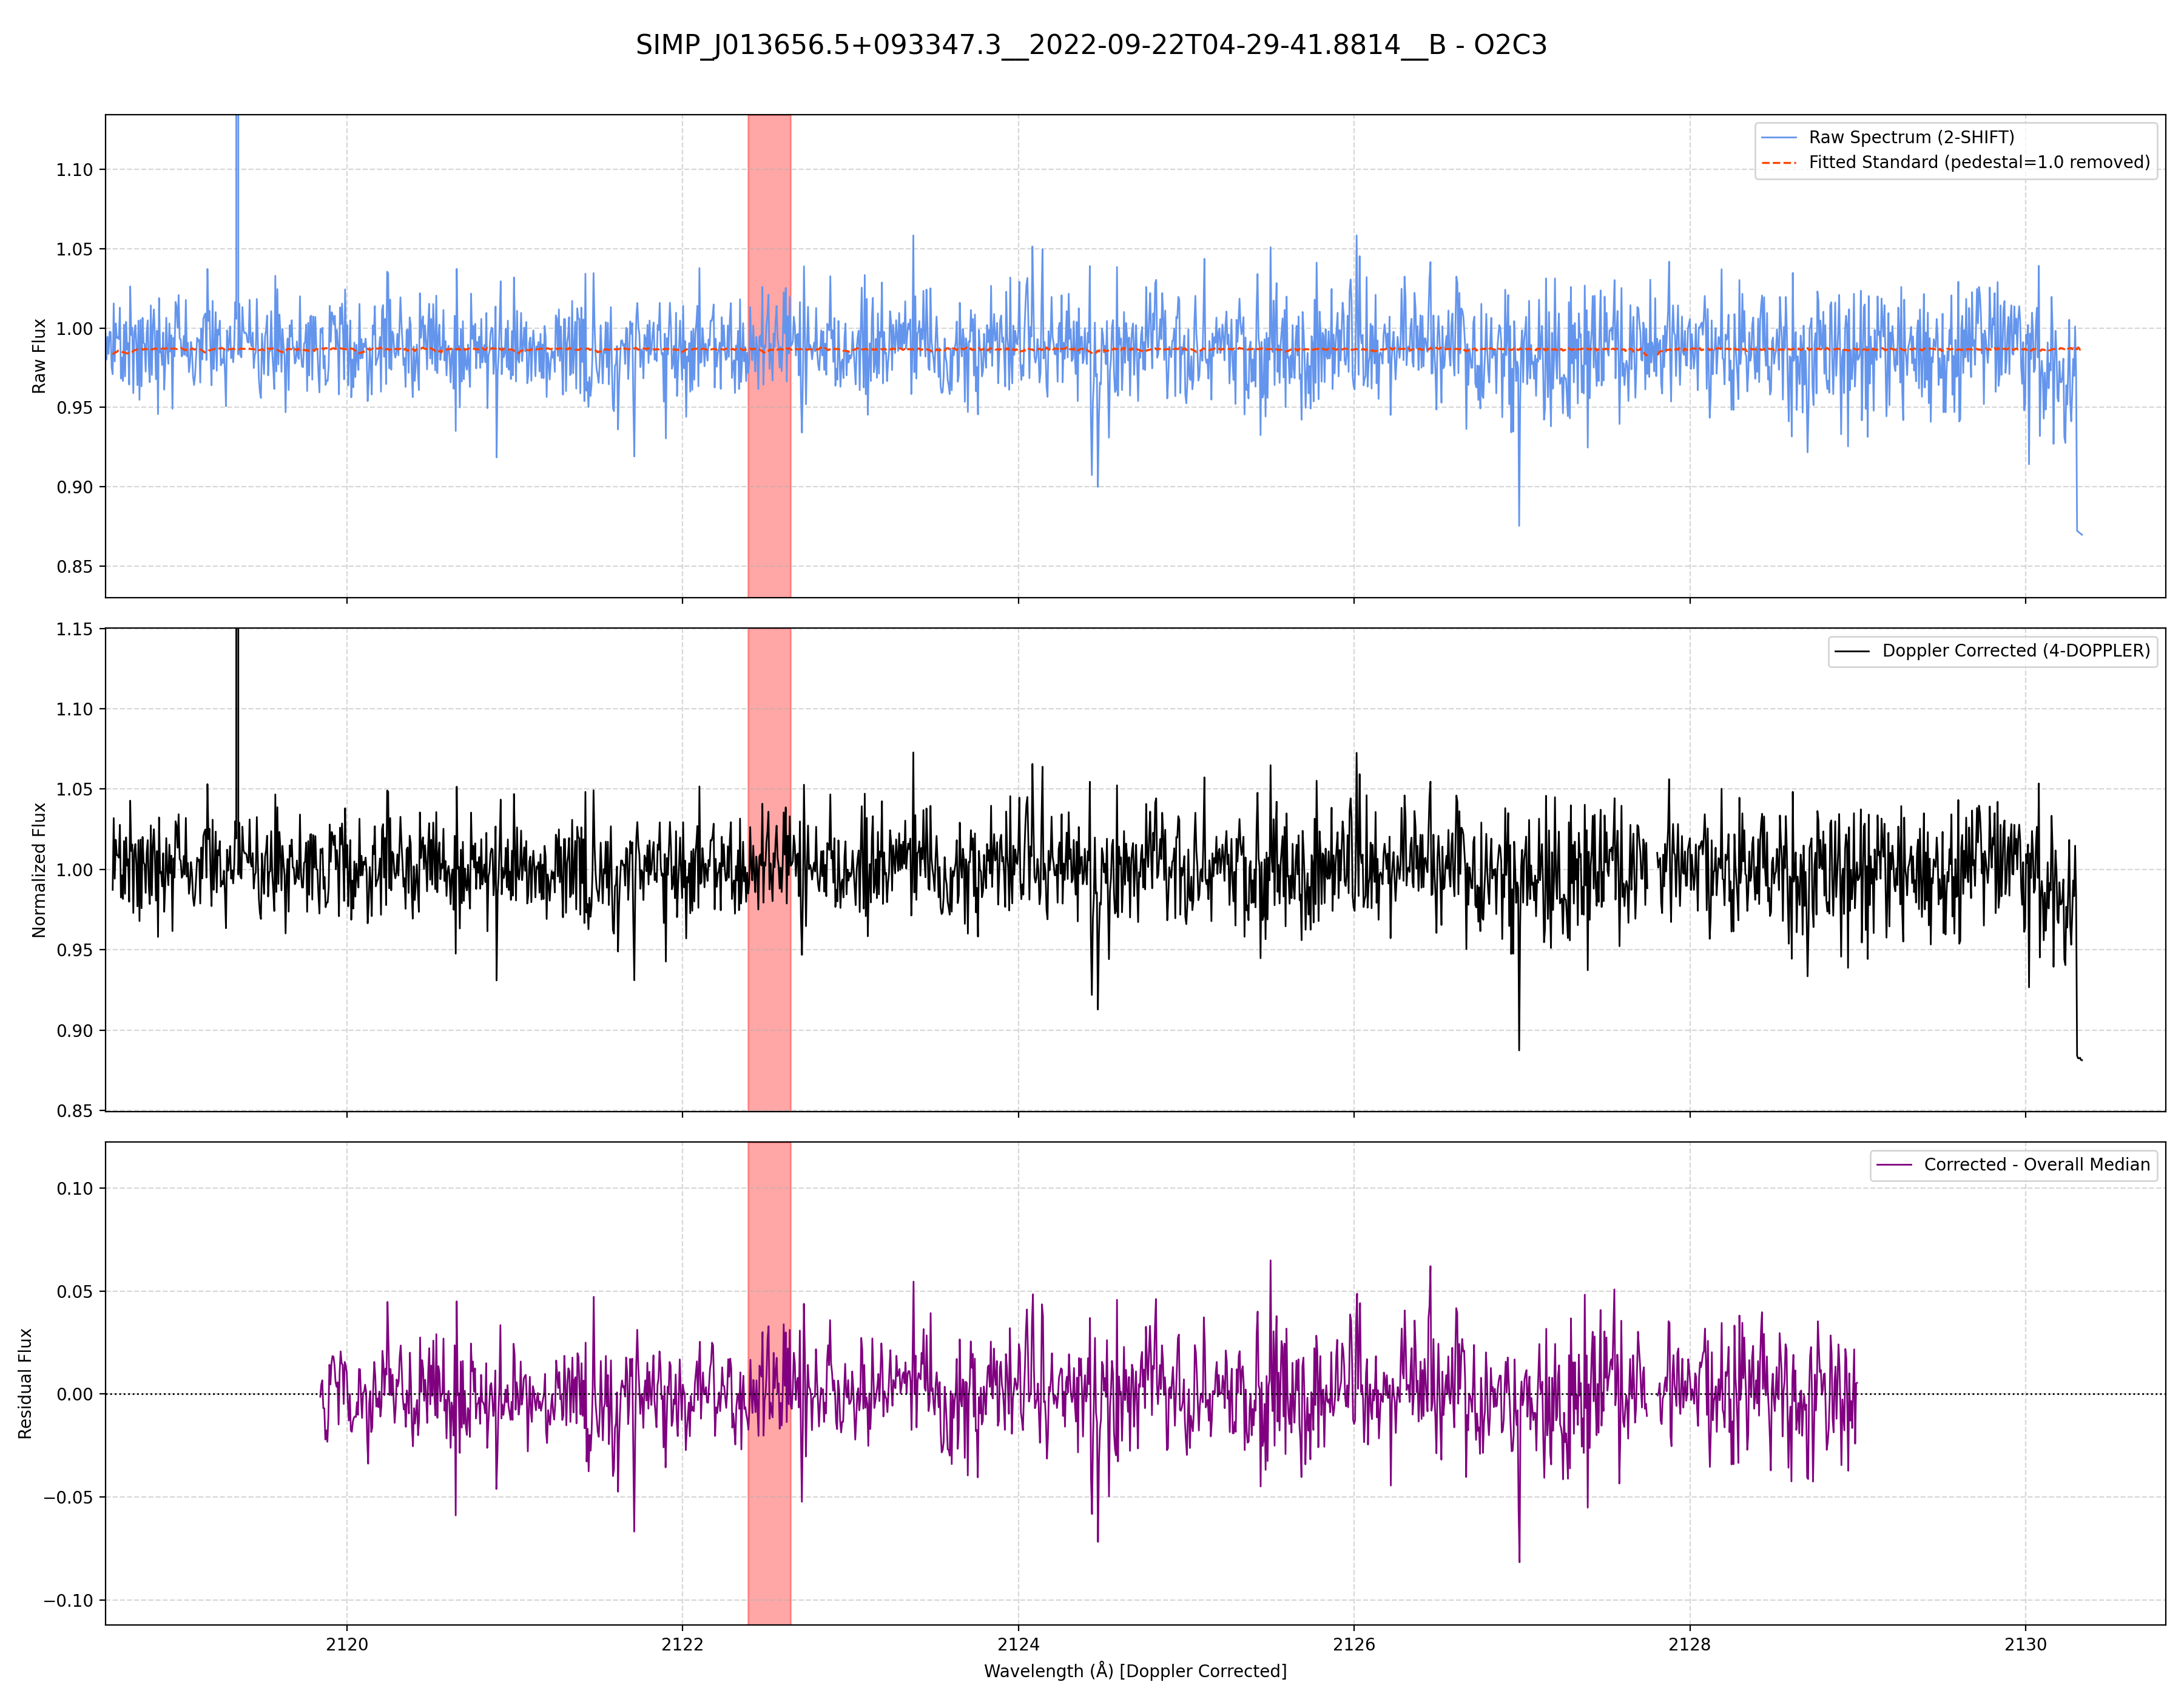 SIMP_J013656.5+093347.3__2022-09-22T04-29-41.8814__B - O2C3
Raw Flux
1.10
1.05
1.00
0.95
0.90
0.85
Raw Spectrum (2-SHIFT)
Fitted Standard (pedestal=1.0 removed)
Normalized Flux
1.15
1.10
1.05
1.00
0.95
0.90
0.85
Doppler Corrected (4-DOPPLER)
Residual Flux
0.10
0.05
0.00
−0.05
−0.10
Corrected - Overall Median
2120 2122 2124 2126 2128 2130
Wavelength (Å) [Doppler Corrected]